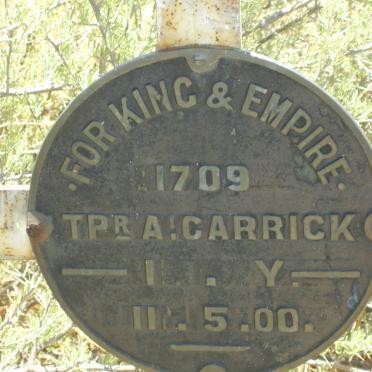 ·FOR KING & EMPIRE·
1709
TPR A. CARRICK
I. Y.
11. 5. 00.